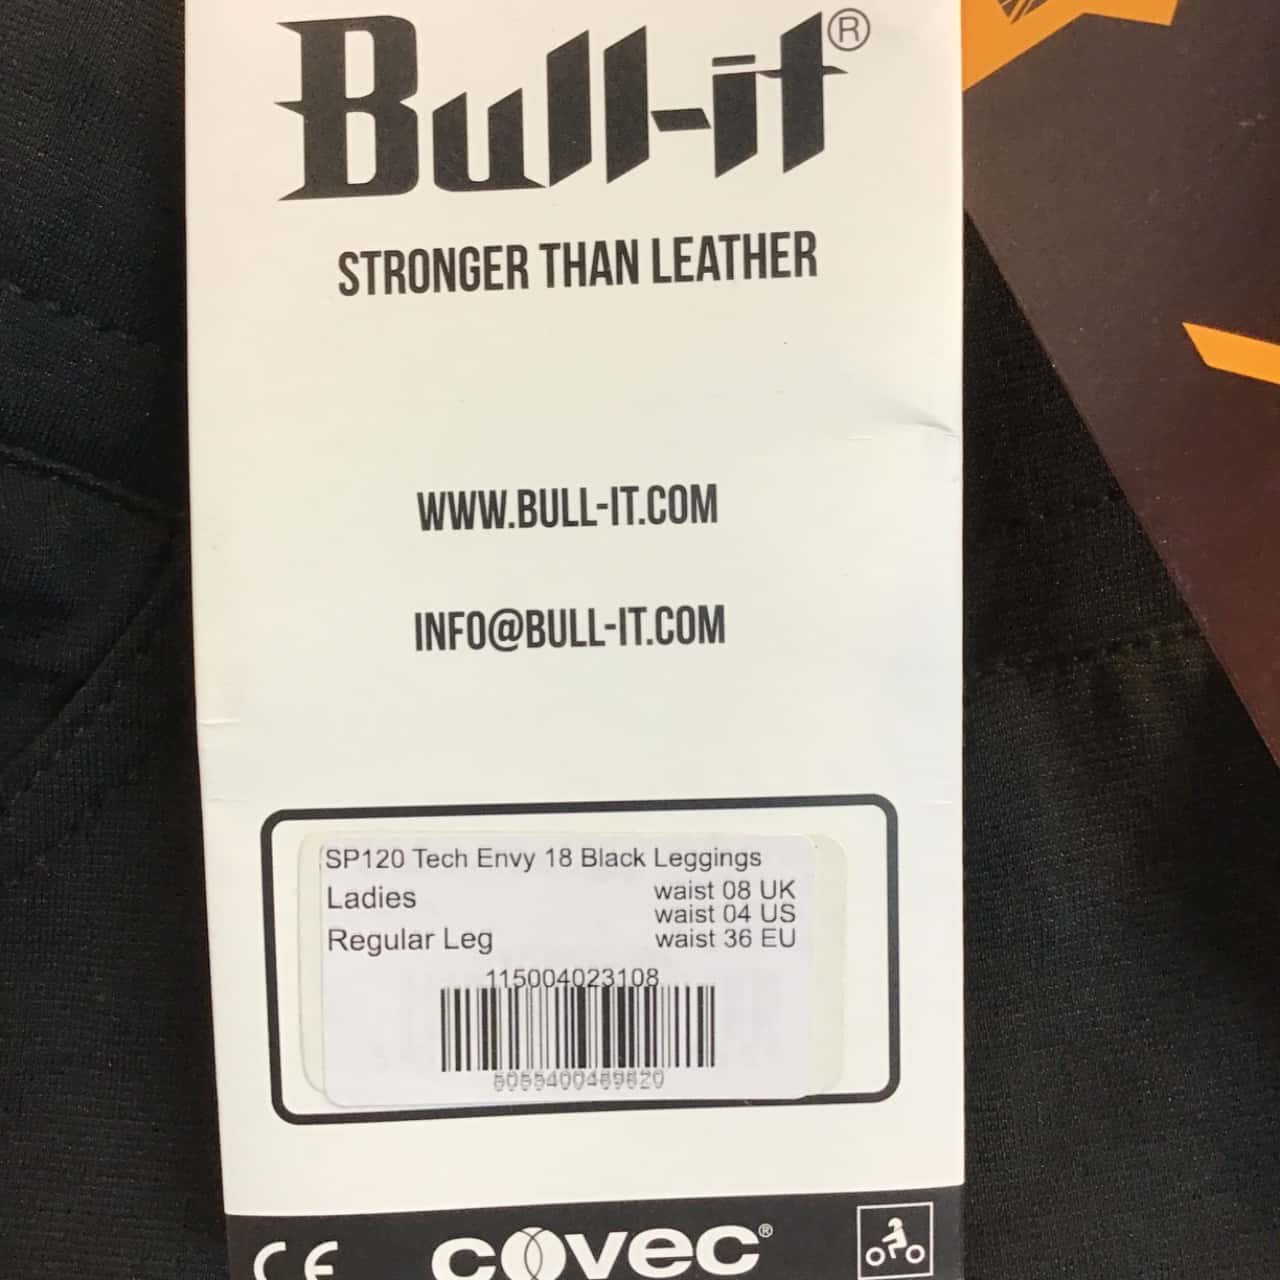 Bull-it®
STRONGER THAN LEATHER
WWW.BULL-IT.COM
INFO@BULL-IT.COM
SP120 Tech Envy 18 Black Leggings
Ladies
waist 08 UK
waist 04 US
Regular Leg
waist 36 EU
115004023108
CE
covec®